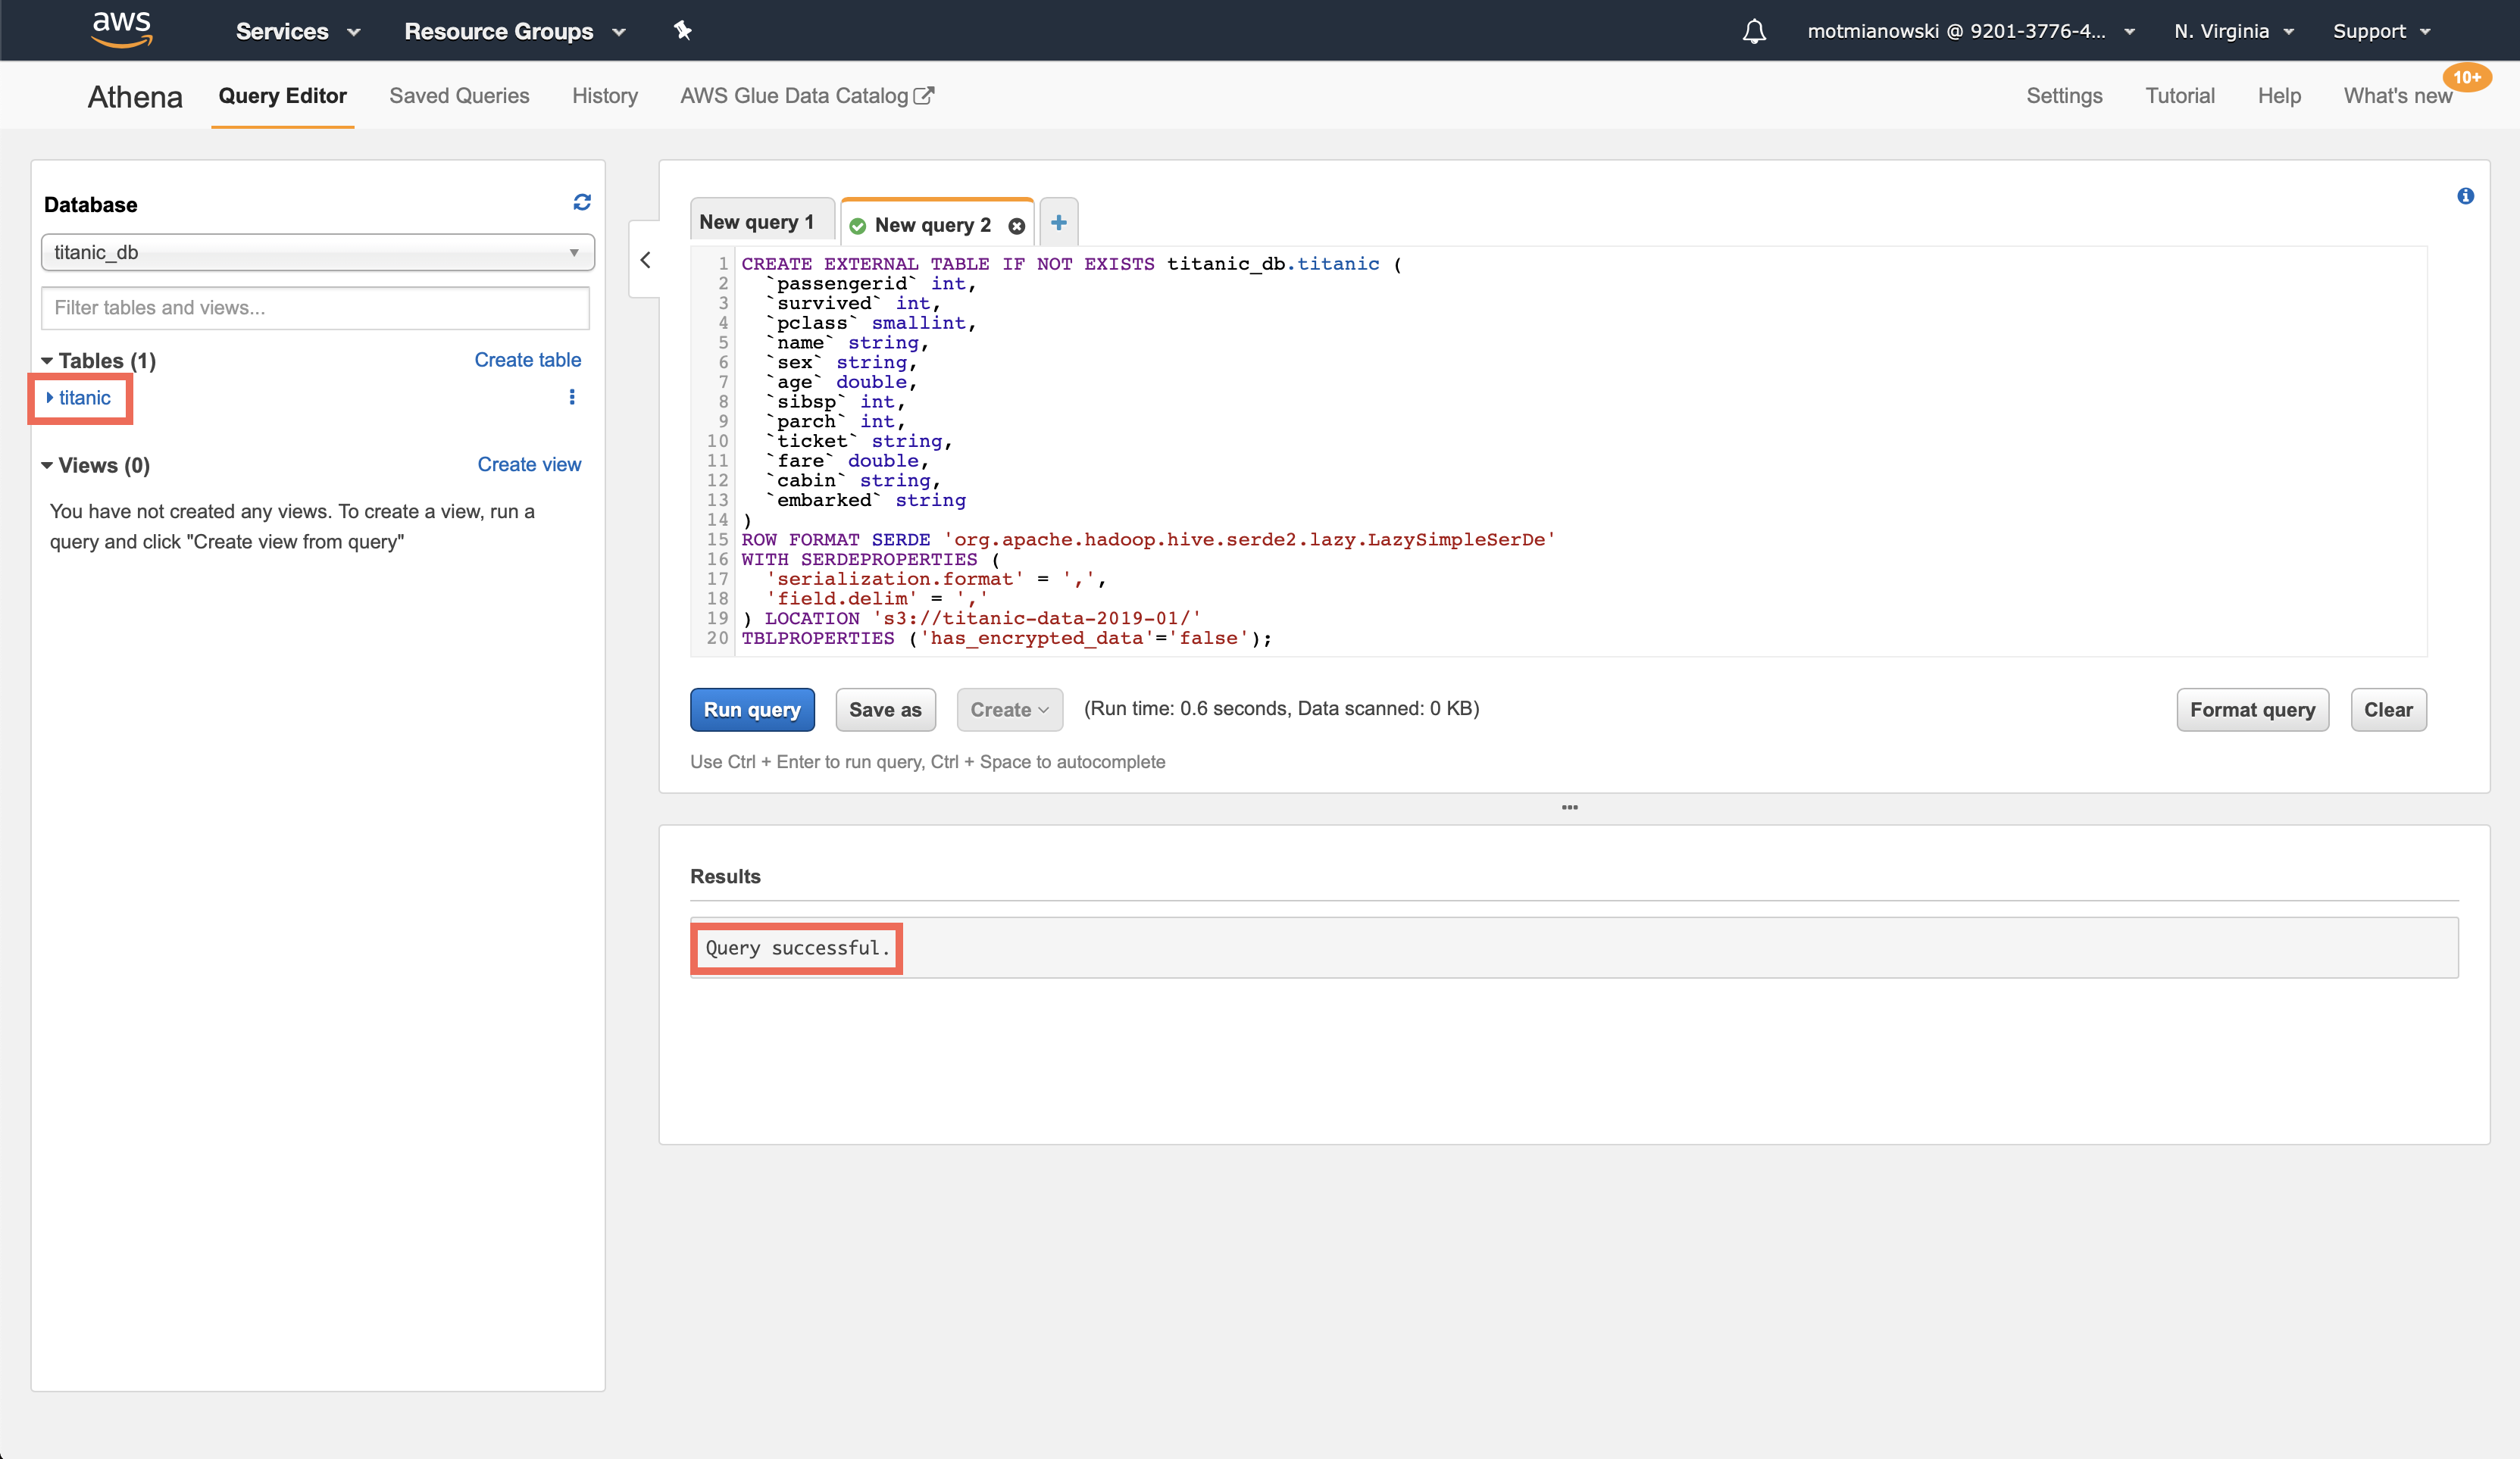 aws
Services
Resource Groups
motmianowski @ 9201-3776-4...
N. Virginia
Support
Athena
Query Editor
Saved Queries
History
AWS Glue Data Catalog
Settings
Tutorial
Help
What's new
10+
Database
titanic_db
Filter tables and views...
Tables (1)
Create table
titanic
Views (0)
Create view
You have not created any views. To create a view, run a
query and click "Create view from query"
New query 1
New query 2
+
1 CREATE EXTERNAL TABLE IF NOT EXISTS titanic_db.titanic (
2 `passengerid` int,
3 `survived` int,
4 `pclass` smallint,
5 `name` string,
6 `sex` string,
7 `age` double,
8 `sibsp` int,
9 `parch` int,
10 `ticket` string,
11 `fare` double,
12 `cabin` string,
13 `embarked` string
14 )
15 ROW FORMAT SERDE 'org.apache.hadoop.hive.serde2.lazy.LazySimpleSerDe'
16 WITH SERDEPROPERTIES (
17 'serialization.format' = ',',
18 'field.delim' = ','
19 ) LOCATION 's3://titanic-data-2019-01/'
20 TBLPROPERTIES ('has_encrypted_data'='false');
Run query
Save as
Create
(Run time: 0.6 seconds, Data scanned: 0 KB)
Format query
Clear
Use Ctrl + Enter to run query, Ctrl + Space to autocomplete
Results
Query successful.